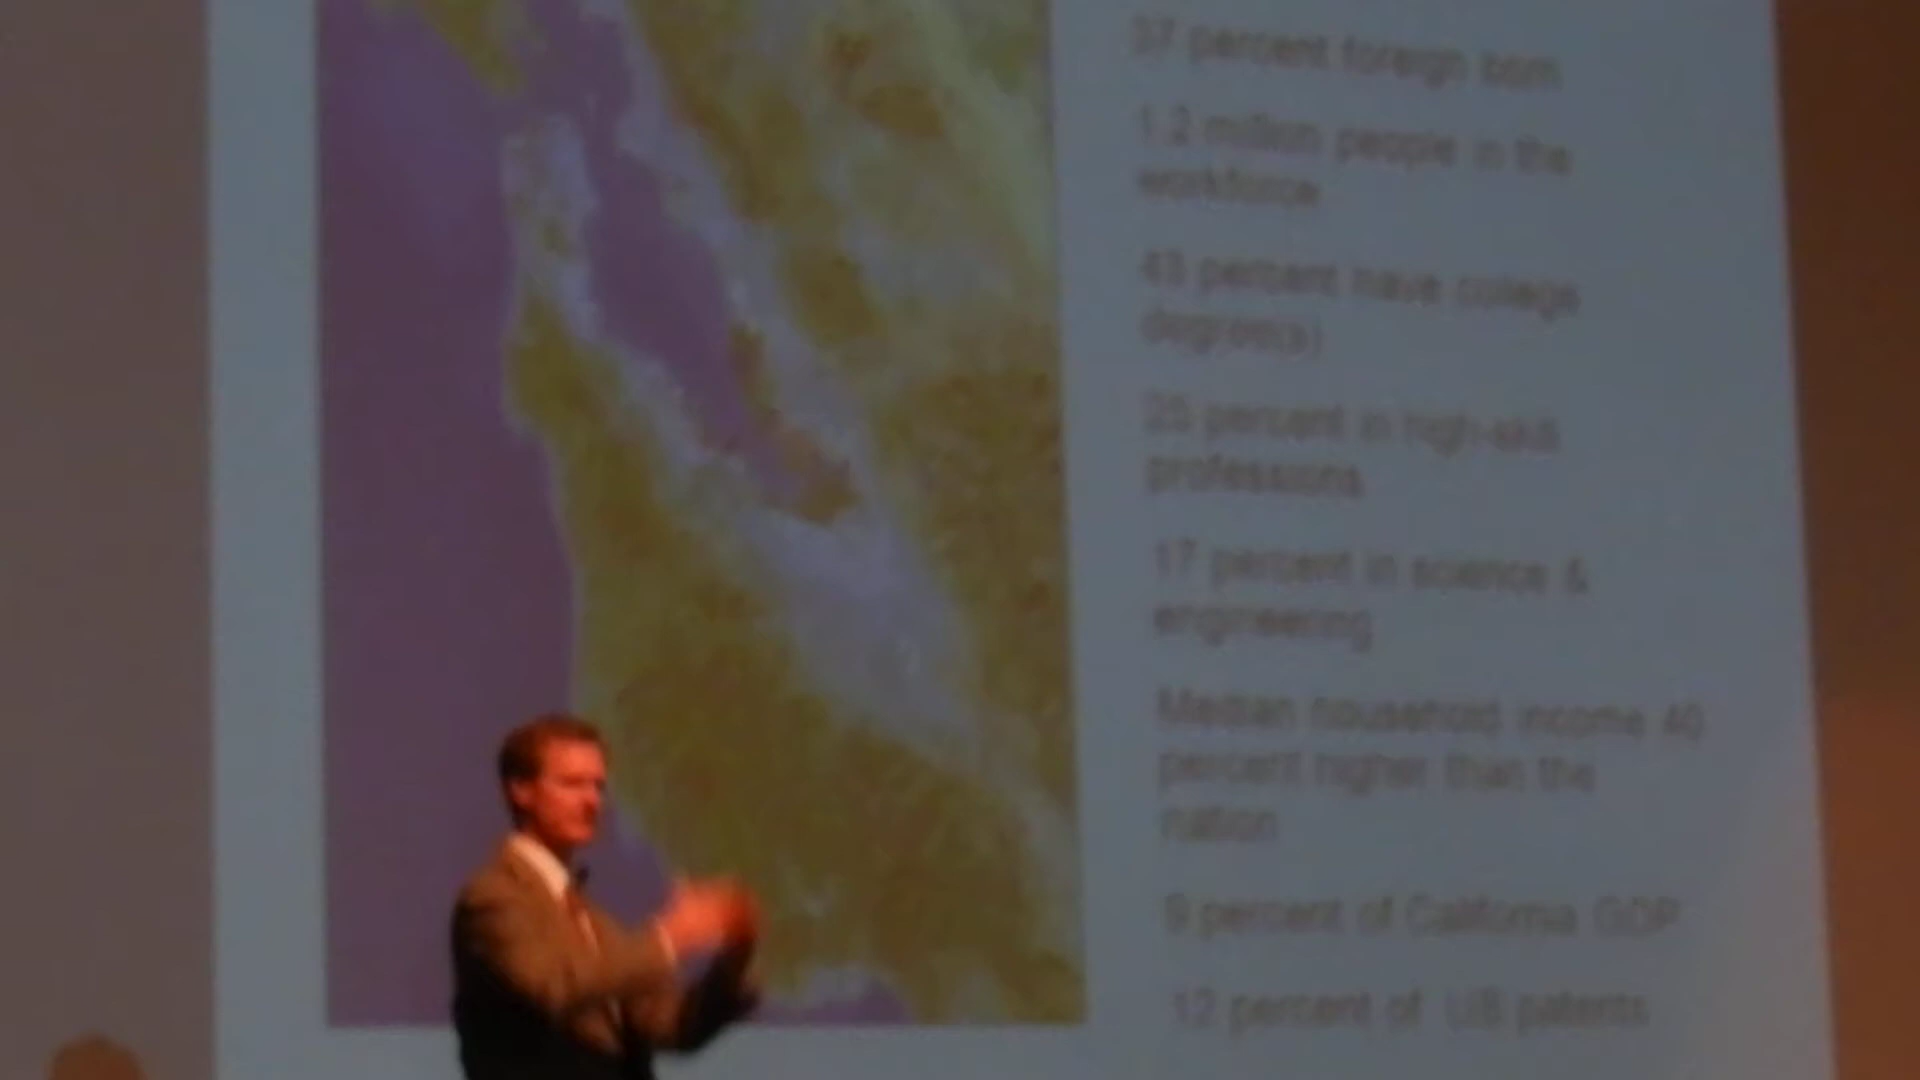 37 percent foreign born
1.2 million people in the
workforce
43 percent have college
degree(s)
25 percent in high-skill
professions
17 percent in science &
engineering
Median household income 40
percent higher than the
nation
9 percent of California GDP
12 percent of US patents